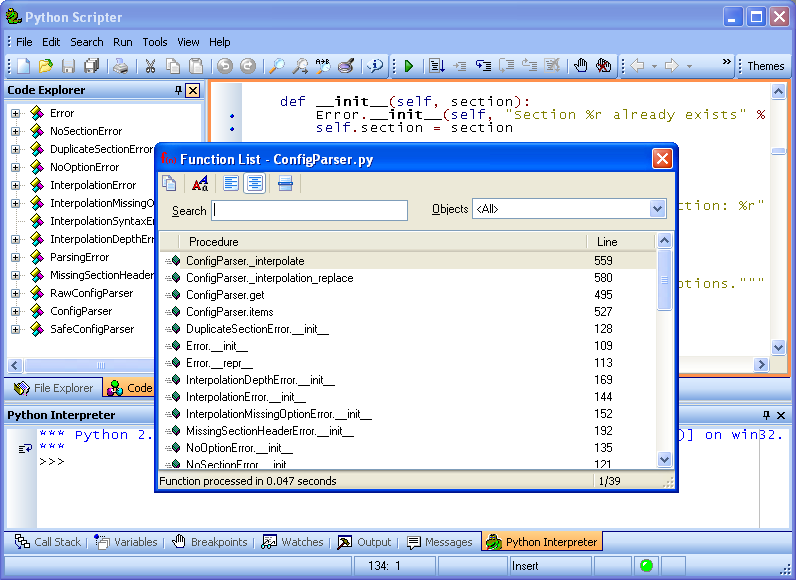 Python Scripter
File Edit Search Run Tools View Help
Themes
Code Explorer
Error
NoSectionError
DuplicateSectionError
NoOptionError
InterpolationError
InterpolationMissingO
InterpolationSyntaxE
InterpolationDepthErr
ParsingError
MissingSectionHeader
RawConfigParser
ConfigParser
SafeConfigParser
File Explorer
Code
def __init__(self, section):
Error.__init__(self, "Section %r already exists" %
self.section = section
ction: %r"
ptions."""
Function List - ConfigParser.py
Search
Objects <All>
Procedure Line
ConfigParser._interpolate 559
ConfigParser._interpolation_replace 580
ConfigParser.get 495
ConfigParser.items 527
DuplicateSectionError.__init__ 128
Error.__init__ 109
Error.__repr__ 113
InterpolationDepthError.__init__ 169
InterpolationError.__init__ 144
InterpolationMissingOptionError.__init__ 152
MissingSectionHeaderError.__init__ 192
NoOptionError.__init__ 135
NoSectionError.__init__ 121
Function processed in 0.047 seconds 1/39
Python Interpreter
*** Python 2. )] on win32.
***
>>>
Call Stack Variables Breakpoints Watches Output Messages Python Interpreter
134: 1 Insert